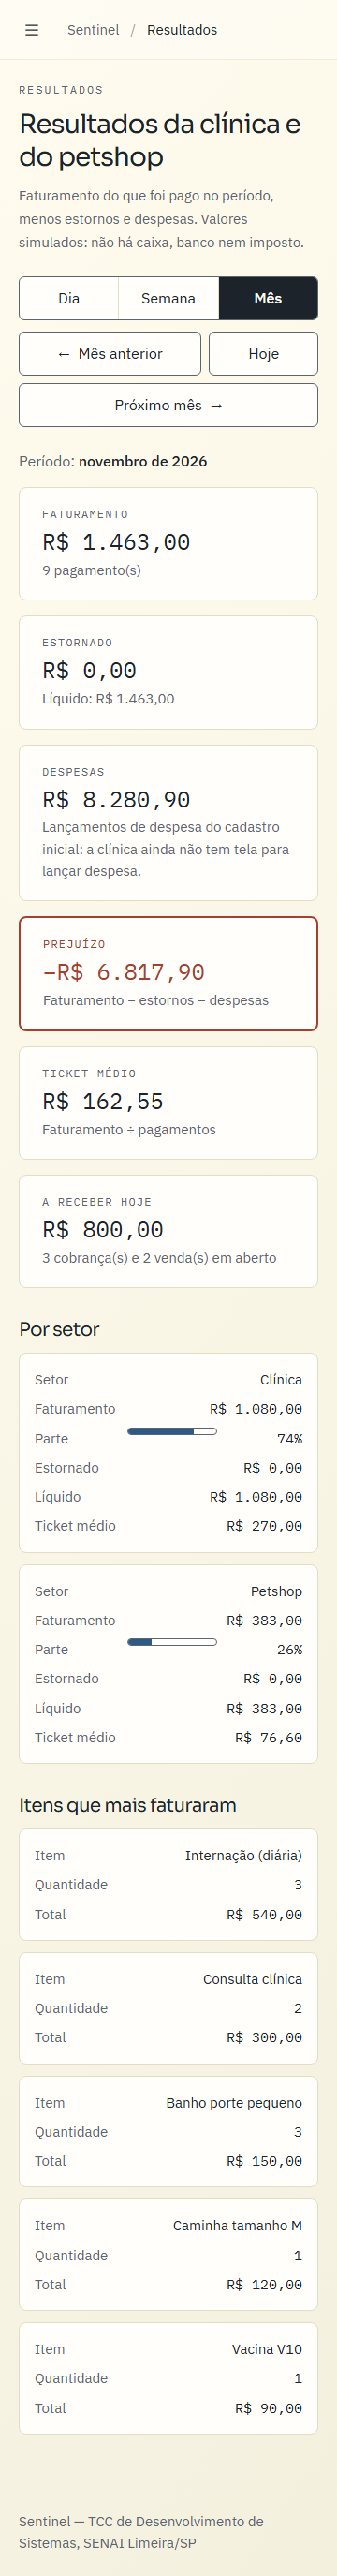 Sentinel / Resultados
RESULTADOS
Resultados da clínica e
do petshop
Faturamento do que foi pago no período,
menos estornos e despesas. Valores
simulados: não há caixa, banco nem imposto.
Dia Semana Mês
← Mês anterior Hoje
Próximo mês →
Período: novembro de 2026
FATURAMENTO
R$ 1.463,00
9 pagamento(s)
ESTORNADO
R$ 0,00
Líquido: R$ 1.463,00
DESPESAS
R$ 8.280,90
Lançamentos de despesa do cadastro
inicial: a clínica ainda não tem tela para
lançar despesa.
PREJUÍZO
−R$ 6.817,90
Faturamento − estornos − despesas
TICKET MÉDIO
R$ 162,55
Faturamento ÷ pagamentos
A RECEBER HOJE
R$ 800,00
3 cobrança(s) e 2 venda(s) em aberto
Por setor
Setor Clínica
Faturamento R$ 1.080,00
Parte 74%
Estornado R$ 0,00
Líquido R$ 1.080,00
Ticket médio R$ 270,00
Setor Petshop
Faturamento R$ 383,00
Parte 26%
Estornado R$ 0,00
Líquido R$ 383,00
Ticket médio R$ 76,60
Itens que mais faturaram
Item Internação (diária)
Quantidade 3
Total R$ 540,00
Item Consulta clínica
Quantidade 2
Total R$ 300,00
Item Banho porte pequeno
Quantidade 3
Total R$ 150,00
Item Caminha tamanho M
Quantidade 1
Total R$ 120,00
Item Vacina V10
Quantidade 1
Total R$ 90,00
Sentinel — TCC de Desenvolvimento de
Sistemas, SENAI Limeira/SP